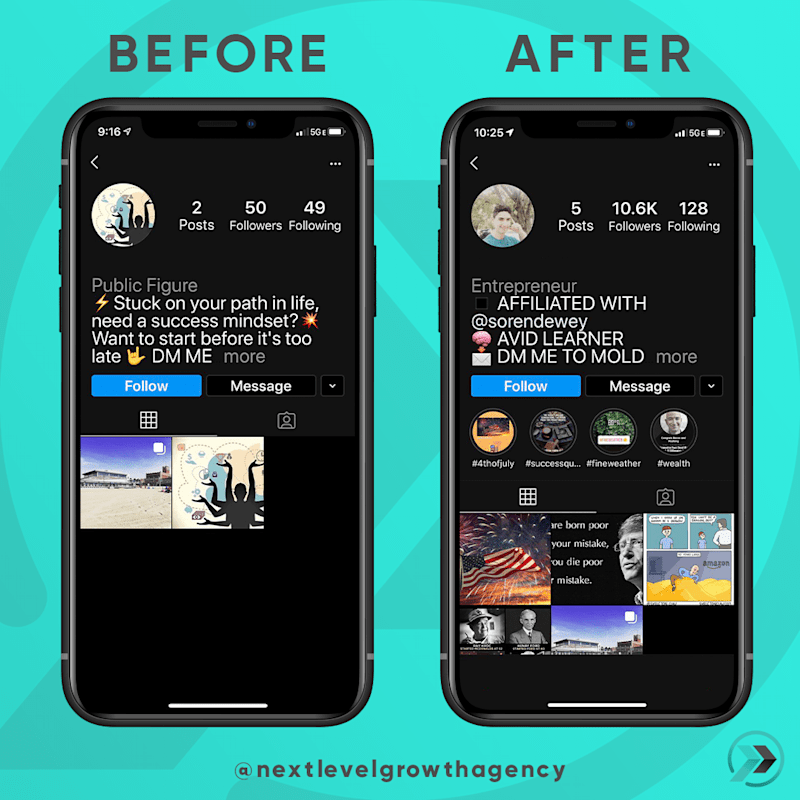 BEFORE
AFTER
9:16
5GE
2
50
49
Posts
Followers
Following
Public Figure
⚡Stuck on your path in life,
need a success mindset?💥
Want to start before it's too
late 🤟 DM ME more
Follow
Message
10:25
5GE
5
10.6K
128
Posts
Followers
Following
Entrepreneur
◾ AFFILIATED WITH
@sorendewey
🧠 AVID LEARNER
📩 DM ME TO MOLD more
Follow
Message
#4thofjuly
#successqu...
#fineweather
#wealth
are born poor
your mistake,
ou die poor
mistake.
amazon
@nextlevelgrowthagency